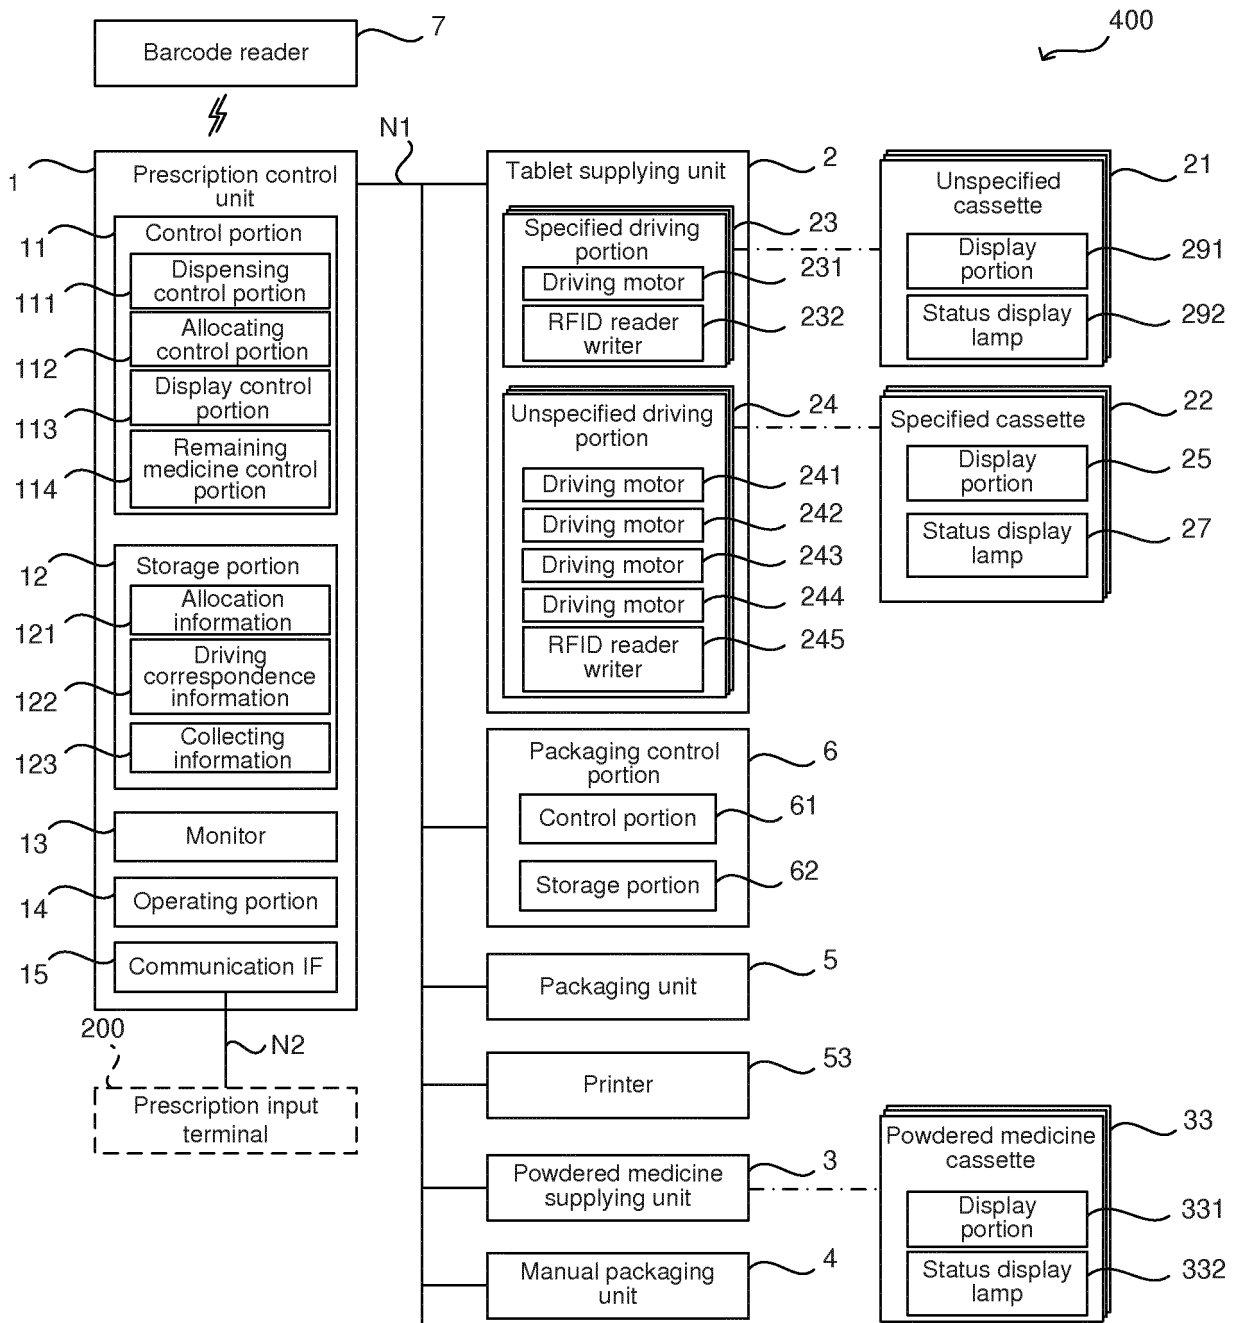 400
Barcode reader
7
N1
1
Prescription control
unit
11
Control portion
111
Dispensing
control portion
112
Allocating
control portion
113
Display control
portion
114
Remaining
medicine control
portion
12
Storage portion
121
Allocation
information
122
Driving
correspondence
information
123
Collecting
information
13
Monitor
14
Operating portion
15
Communication IF
200
N2
Prescription input
terminal
Tablet supplying unit
2
Specified driving
portion
23
Driving motor
231
RFID reader
writer
232
Unspecified driving
portion
24
Driving motor
241
Driving motor
242
Driving motor
243
Driving motor
244
RFID reader
writer
245
Packaging control
portion
6
Control portion
61
Storage portion
62
Packaging unit
5
Printer
53
Powdered medicine
supplying unit
3
Manual packaging
unit
4
Unspecified
cassette
21
Display
portion
291
Status display
lamp
292
Specified cassette
22
Display
portion
25
Status display
lamp
27
Powdered medicine
cassette
33
Display
portion
331
Status display
lamp
332